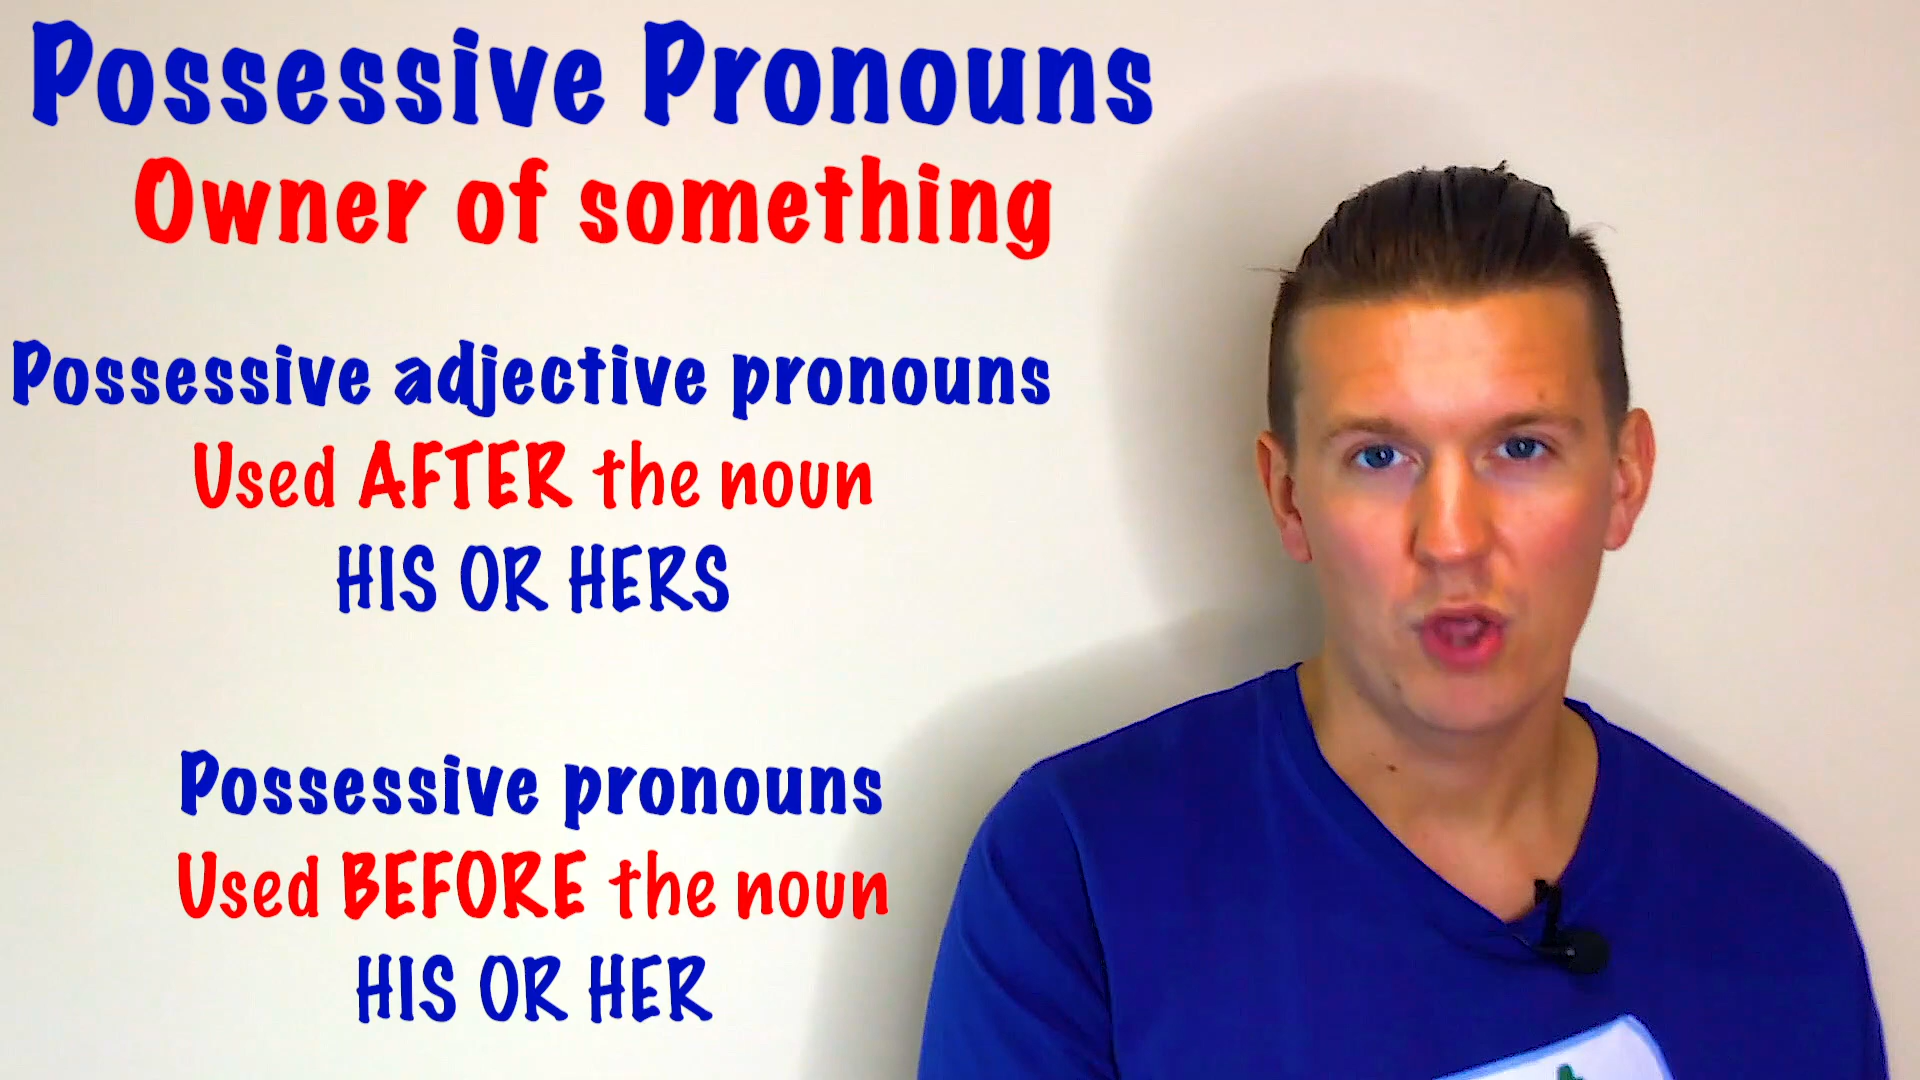 Possessive Pronouns
Owner of something
Possessive adjective pronouns
Used AFTER the noun
HIS OR HERS
Possessive pronouns
Used BEFORE the noun
HIS OR HER